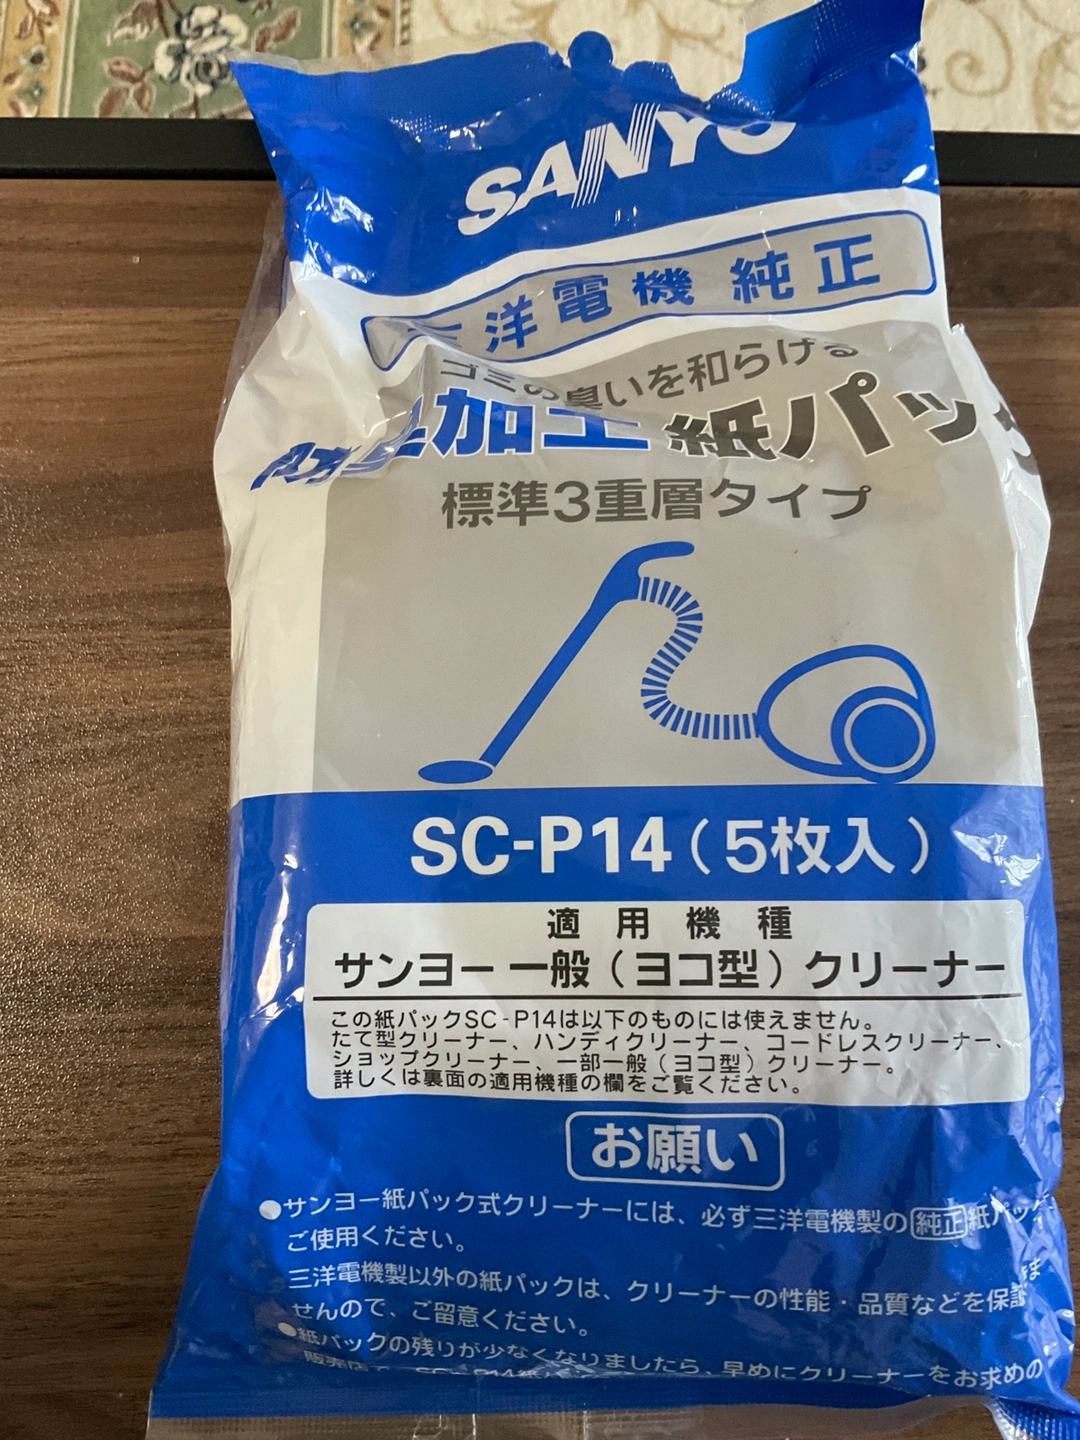 SANYO
三洋電機 純正
ゴミの臭いを和らげる
防臭加工 紙パック
標準3重層タイプ
SC-P14（5枚入）
適用機種
サンヨー 一般（ヨコ型）クリーナー
この紙パックSC-P14は以下のものには使えません。
たて型クリーナー、ハンディクリーナー、コードレスクリーナー、
ショップクリーナー、一部一般（ヨコ型）クリーナー。
詳しくは裏面の適用機種の欄をご覧ください。
お願い
●サンヨー紙パック式クリーナーには、必ず三洋電機製の純正紙パック
ご使用ください。
三洋電機製以外の紙パックは、クリーナーの性能・品質などを保証
せんので、ご留意ください。
●紙パックの残りが少なくなりましたら、早めにクリーナーをお求めの
販売店で SC-P14